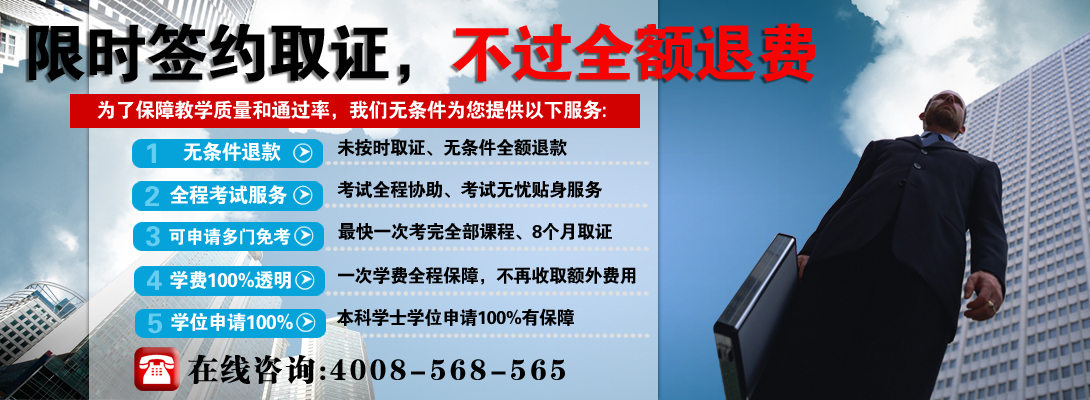 限时签约取证，不过全额退费
为了保障教学质量和通过率，我们无条件为您提供以下服务:
1 无条件退款 未按时取证、无条件全额退款
2 全程考试服务 考试全程协助、考试无忧贴身服务
3 可申请多门免考 最快一次考完全部课程、8个月取证
4 学费100%透明 一次学费全程保障，不再收取额外费用
5 学位申请100% 本科学士学位申请100%有保障
在线咨询:4008-568-565